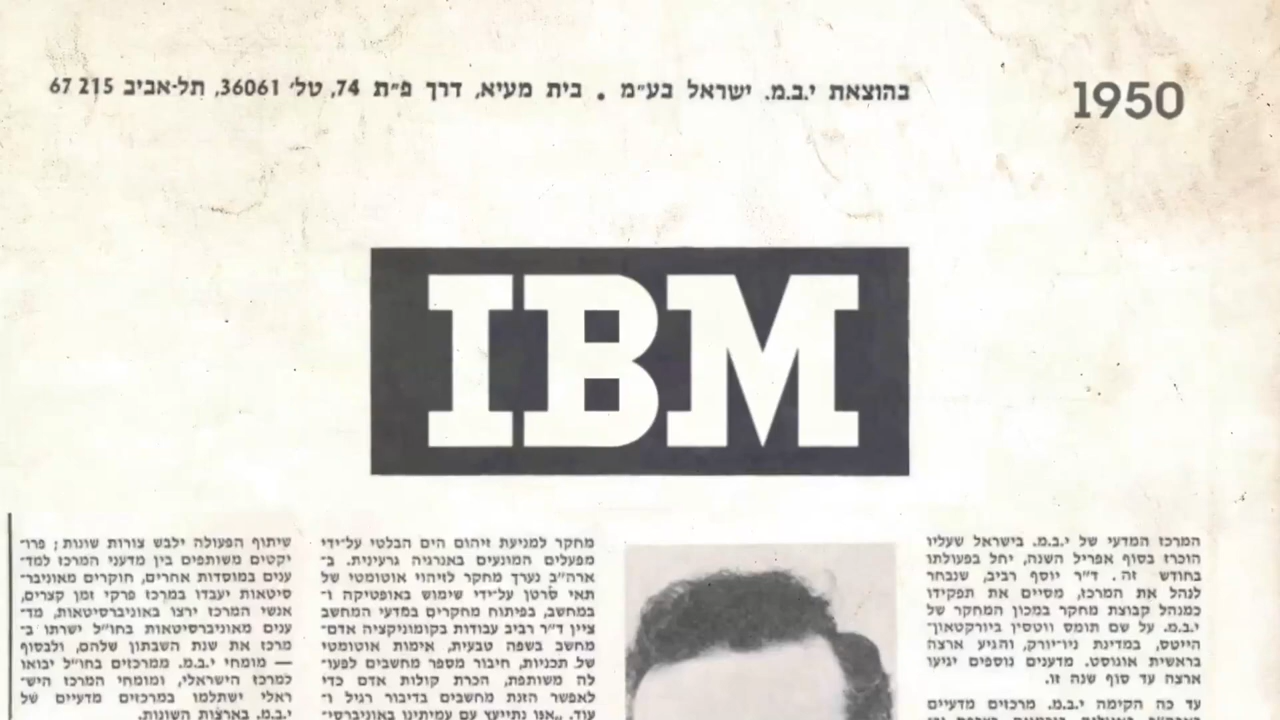 בהוצאת י.ב.מ. ישראל בע״מ . בית מעיא, דרך פ״ת 74, טל׳ 36061, תל-אביב 215 67
1950
IBM
המרכז המדעי של י.ב.מ. בישראל שעליו
הוכרז בסוף אפריל השנה, יחל בפעולתו
בחודש זה. ד״ר יוסף רביב, שנבחר
לנהל את המרכז, מסיים את תפקידו
כמנהל קבוצת מחקר במכון המחקר של
י.ב.מ. על שם תומס ווטסין ביורקטאון־
הייטס, במדינת ניו־יורק, והגיע ארצה
בראשית אוגוסט. מדענים נוספים יגיעו
ארצה עד סוף שנה זו.
עד כה הקימה י.ב.מ. מרכזים מדעיים
מחקר למניעת זיהום הים הבלטי על־ידי
מפעלים המונעים באנרגיה גרעינית. ב־
ארה״ב נערך מחקר לזיהוי אוטומטי של
תאי סרטן על־ידי שימוש באופטיקה ו־
במחשב, בפיתוח מחקרים במדעי המחשב
ציין ד״ר רביב עבודות בקומוניקציה אדם־
מחשב בשפה טבעית, אימות אוטומטי
של תכניות, חיבור מספר מחשבים לפעו־
לה משותפת, הכרת קולות אדם כדי
לאפשר הזנת מחשבים בדיבור רגיל ו־
עוד. „אנו נתייעץ עם עמיתינו באוניברסי־
שיתוף הפעולה ילבש צורות שונות; פרו־
יקטים משותפים בין מדעני המרכז למד־
ענים במוסדות אחרים, חוקרים מאוניבר־
סיטאות יעבדו במרכז פרקי זמן קצרים,
אנשי המרכז ירצו באוניברסיטאות, מד־
ענים מאוניברסיטאות בחו״ל ישרתו ב־
מרכז את שנת השבתון שלהם, ולבסוף
— מומחי י.ב.מ. ממרכזים בחו״ל יבואו
למרכז הישראלי, ומומחי המרכז היש־
ראלי ישתלמו במרכזים מדעיים של
י.ב.מ. בארצות השונות.